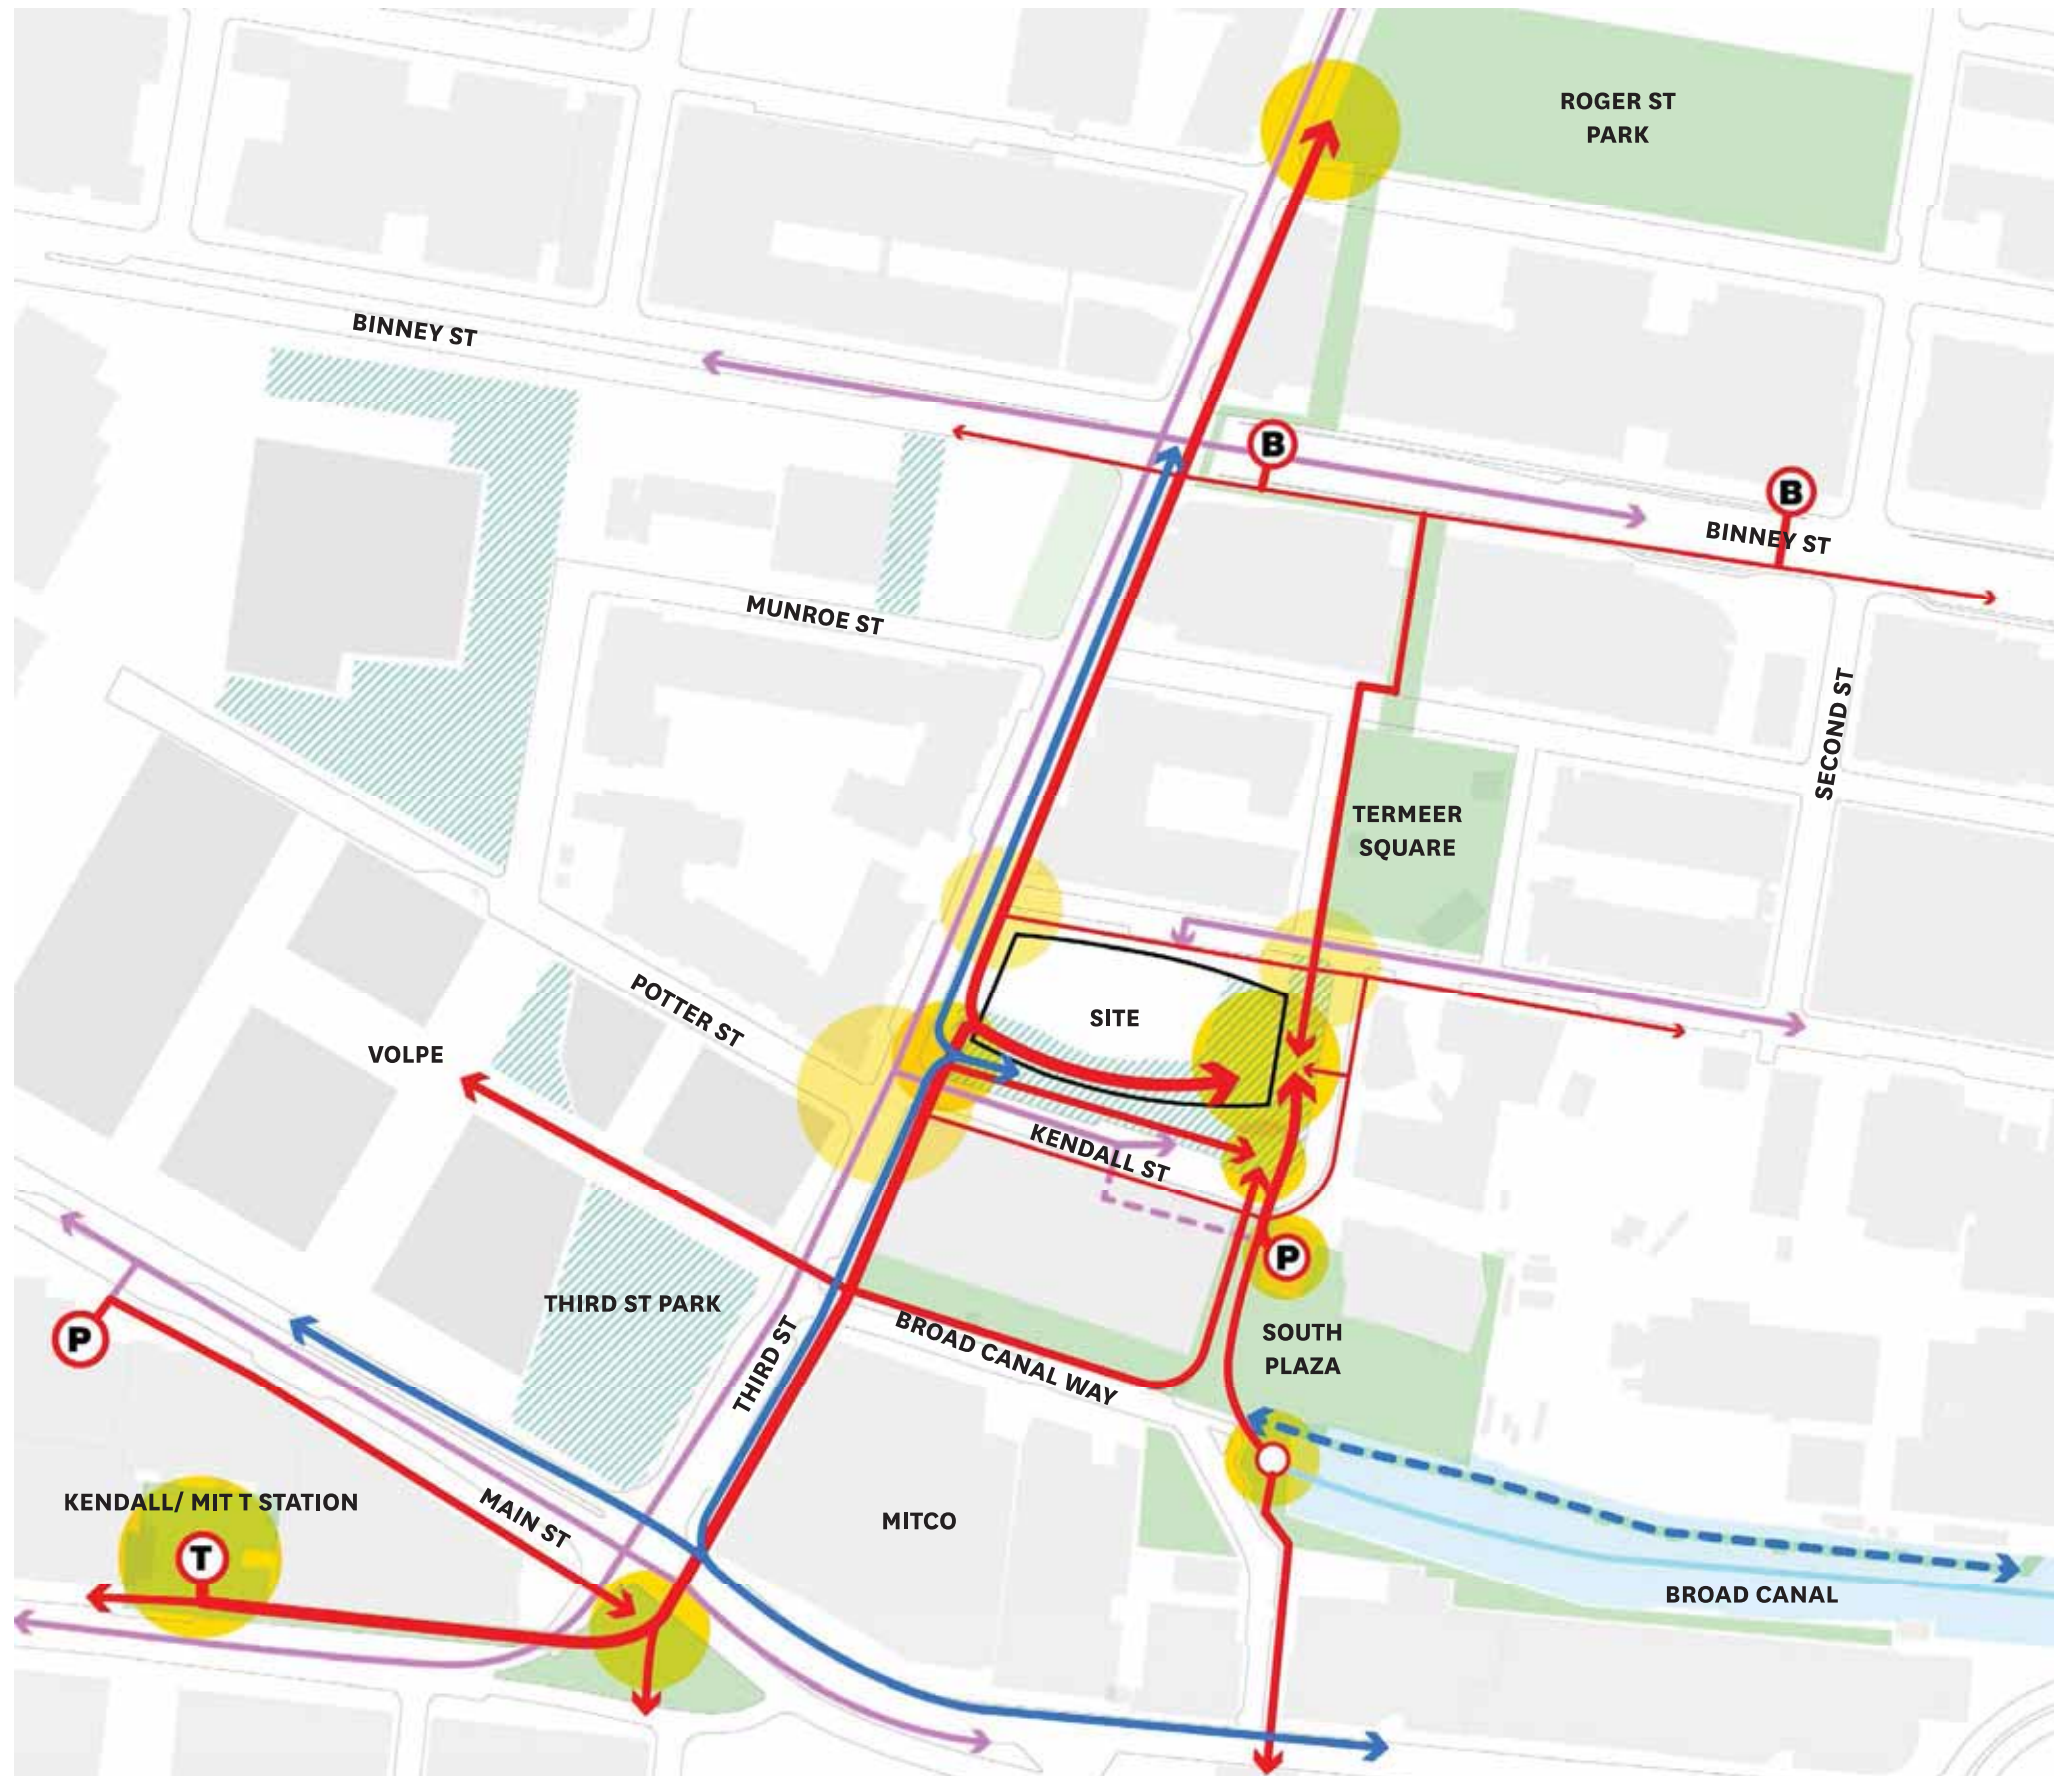 ROGER ST
PARK
BINNEY ST
B
B
BINNEY ST
MUNROE ST
SECOND ST
TERMEER
SQUARE
POTTER ST
SITE
VOLPE
KENDALL ST
P
THIRD ST PARK
P
THIRD ST
BROAD CANAL WAY
SOUTH
PLAZA
KENDALL/ MIT T STATION
MAIN ST
MITCO
T
BROAD CANAL